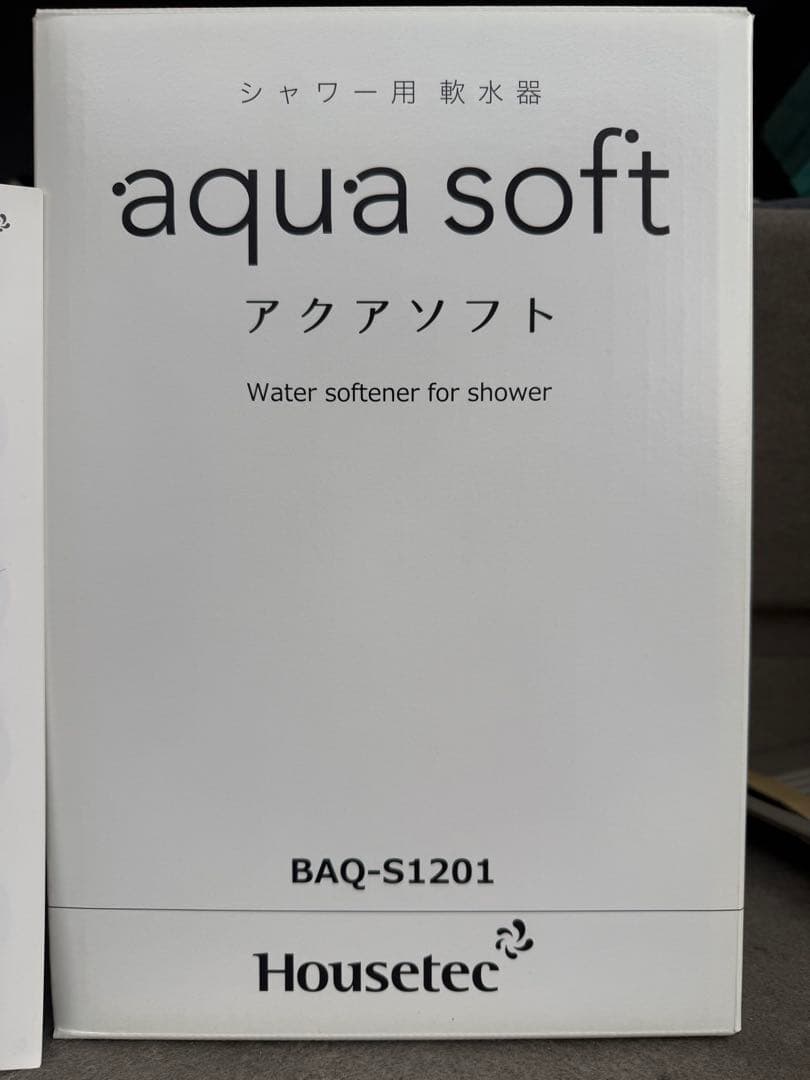 シャワー用 軟水器
aqua soft
アクアソフト
Water softener for shower
BAQ-S1201
Housetec